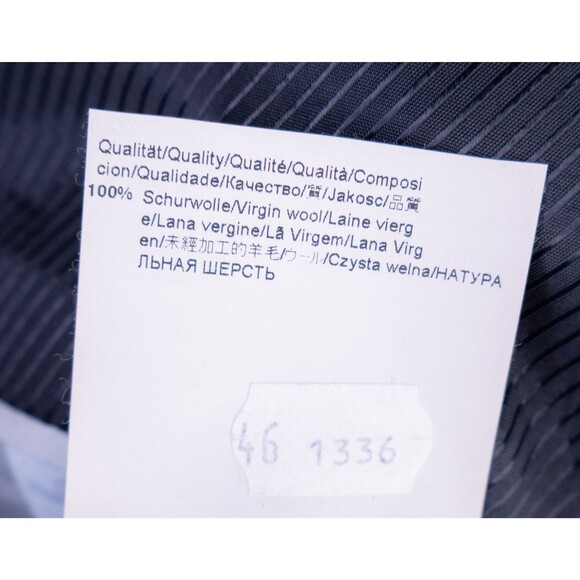 Qualität/Quality/Qualité/Qualità/Composi
cion/Qualidade/Качество/質/Jakosc/品質
100% Schurwolle/Virgin wool/Laine vierg
e/Lana vergine/Lã Virgem/Lana Virg
en/未經加工的羊毛/ウール/Czysta welna/НАТУРА
ЛЬНАЯ ШЕРСТЬ
46 1336